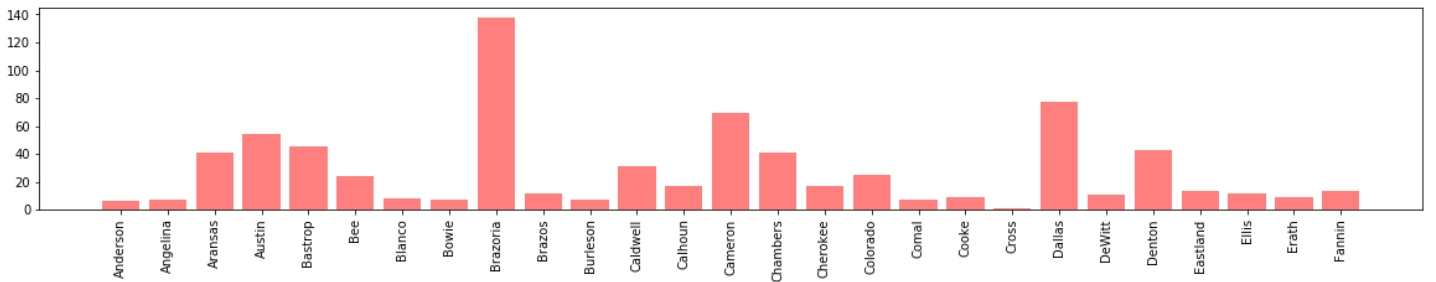 140
120
100
80
60
40
20
0
Anderson
Angelina
Aransas
Austin
Bastrop
Bee
Blanco
Bowie
Brazoria
Brazos
Burleson
Caldwell
Calhoun
Cameron
Chambers
Cherokee
Colorado
Comal
Cooke
Cross
Dallas
DeWitt
Denton
Eastland
Ellis
Erath
Fannin